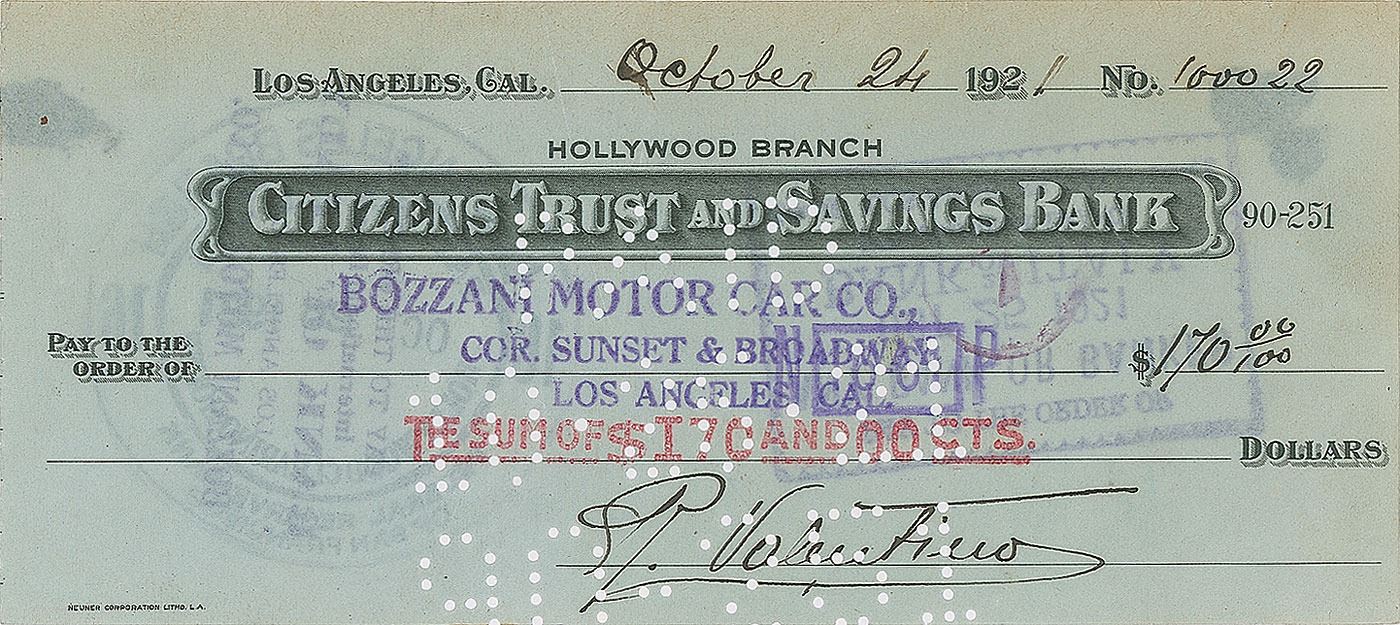 LOS ANGELES, CAL. October 24 1921 No. 100022
HOLLYWOOD BRANCH
CITIZENS TRUST AND SAVINGS BANK 90-251
BOZZANI MOTOR CAR CO.,
COR. SUNSET & BROADWAY
PAY TO THE ORDER OF $170 00/100
LOS ANGELES CAL.
THE SUM OF $170 AND 00 CTS.
DOLLARS
R. Valentino
NEUNER CORPORATION LITHO. L.A.